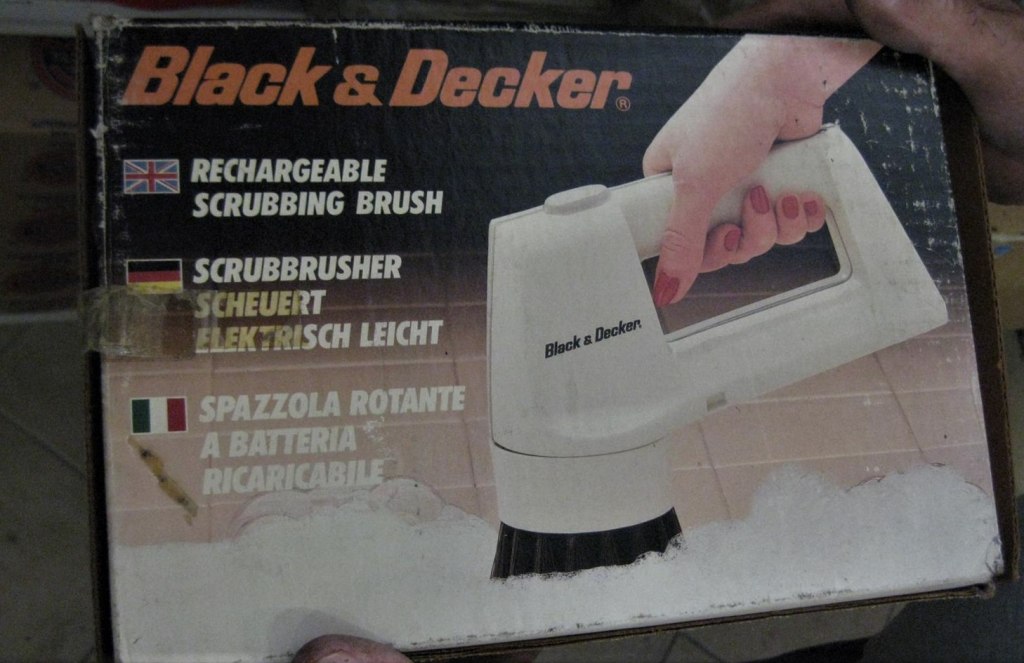 Black & Decker®
RECHARGEABLE
SCRUBBING BRUSH
SCRUBBRUSHER
SCHEUERT
ELEKTRISCH LEICHT
SPAZZOLA ROTANTE
A BATTERIA
RICARICABILE
Black & Decker